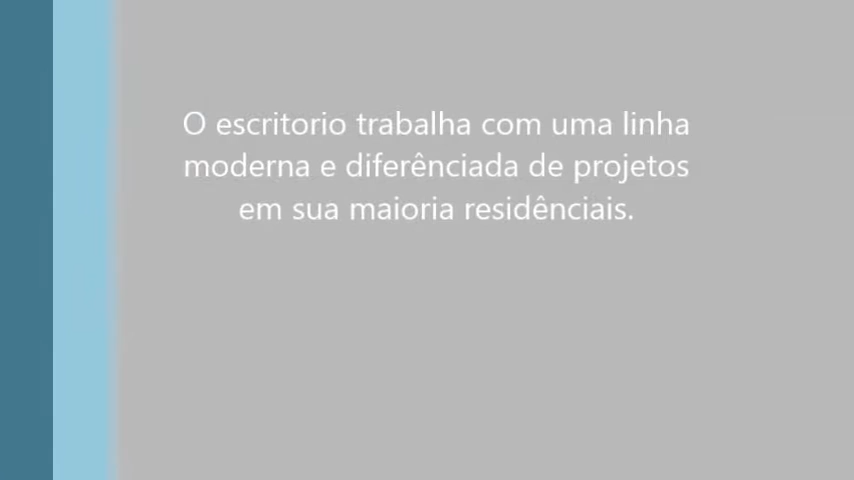 O escritorio trabalha com uma linha
moderna e diferênciada de projetos
em sua maioria residênciais.